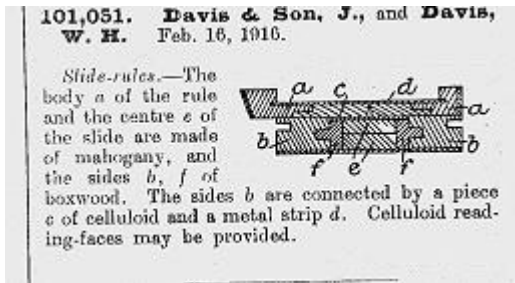 101,051. Davis & Son, J., and Davis,
W. H. Feb. 16, 1916.
Slide-rules.—The
body a of the rule
and the centre e of
the slide are made
of mahogany, and
the sides b, f of
boxwood. The sides b are connected by a piece
c of celluloid and a metal strip d. Celluloid read-
ing-faces may be provided.
a c d a
b f e f b